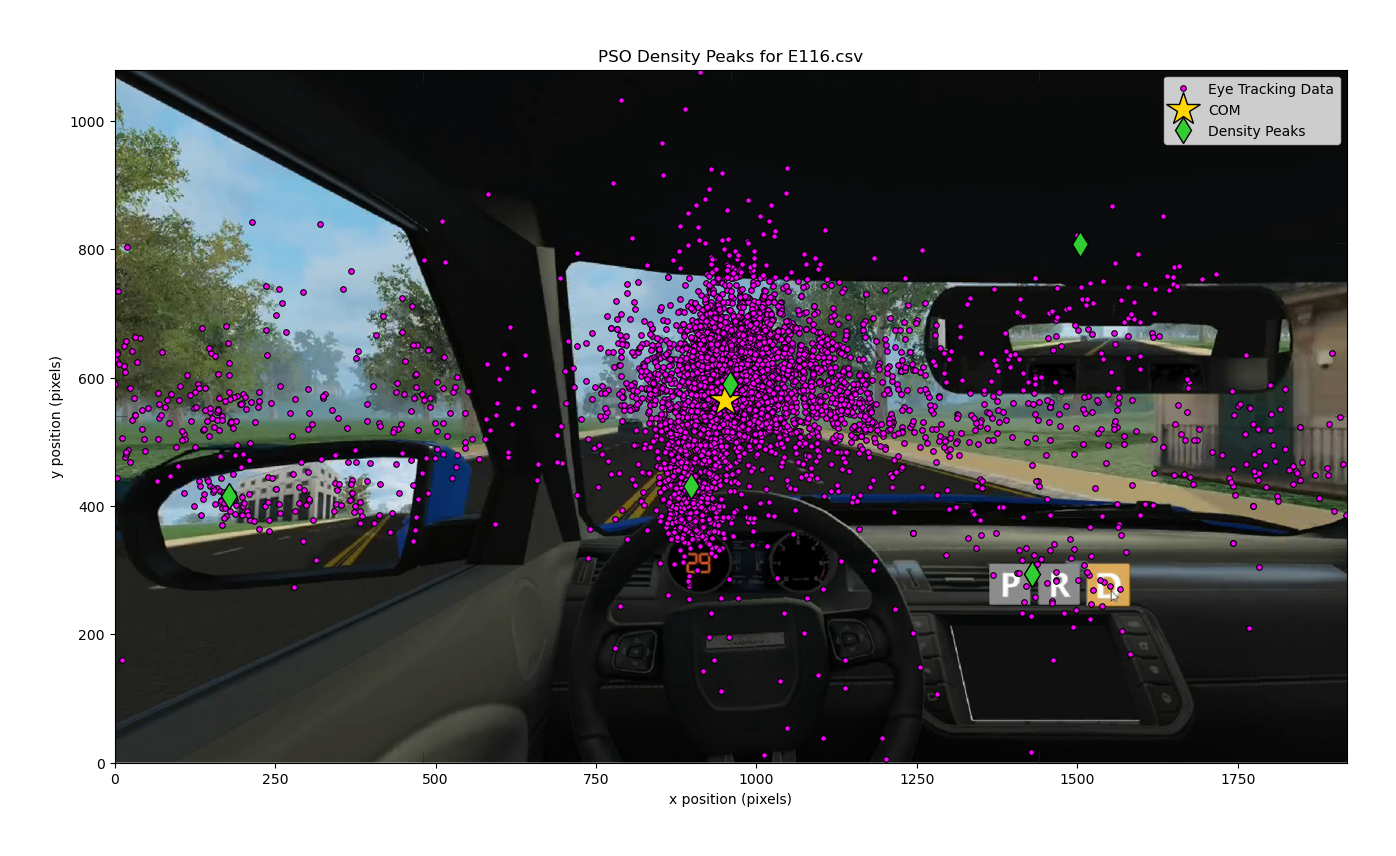 PSO Density Peaks for E116.csv
Eye Tracking Data
COM
Density Peaks
y position (pixels)
1000
800
600
400
200
0
29
P R D
0 250 500 750 1000 1250 1500 1750
x position (pixels)